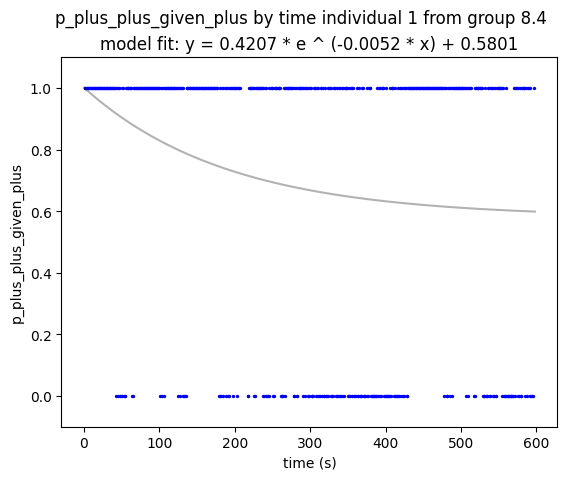 p_plus_plus_given_plus by time individual 1 from group 8.4
model fit: y = 0.4207 * e ^ (-0.0052 * x) + 0.5801
1.0
0.8
0.6
0.4
0.2
0.0
p_plus_plus_given_plus
0 100 200 300 400 500 600
time (s)